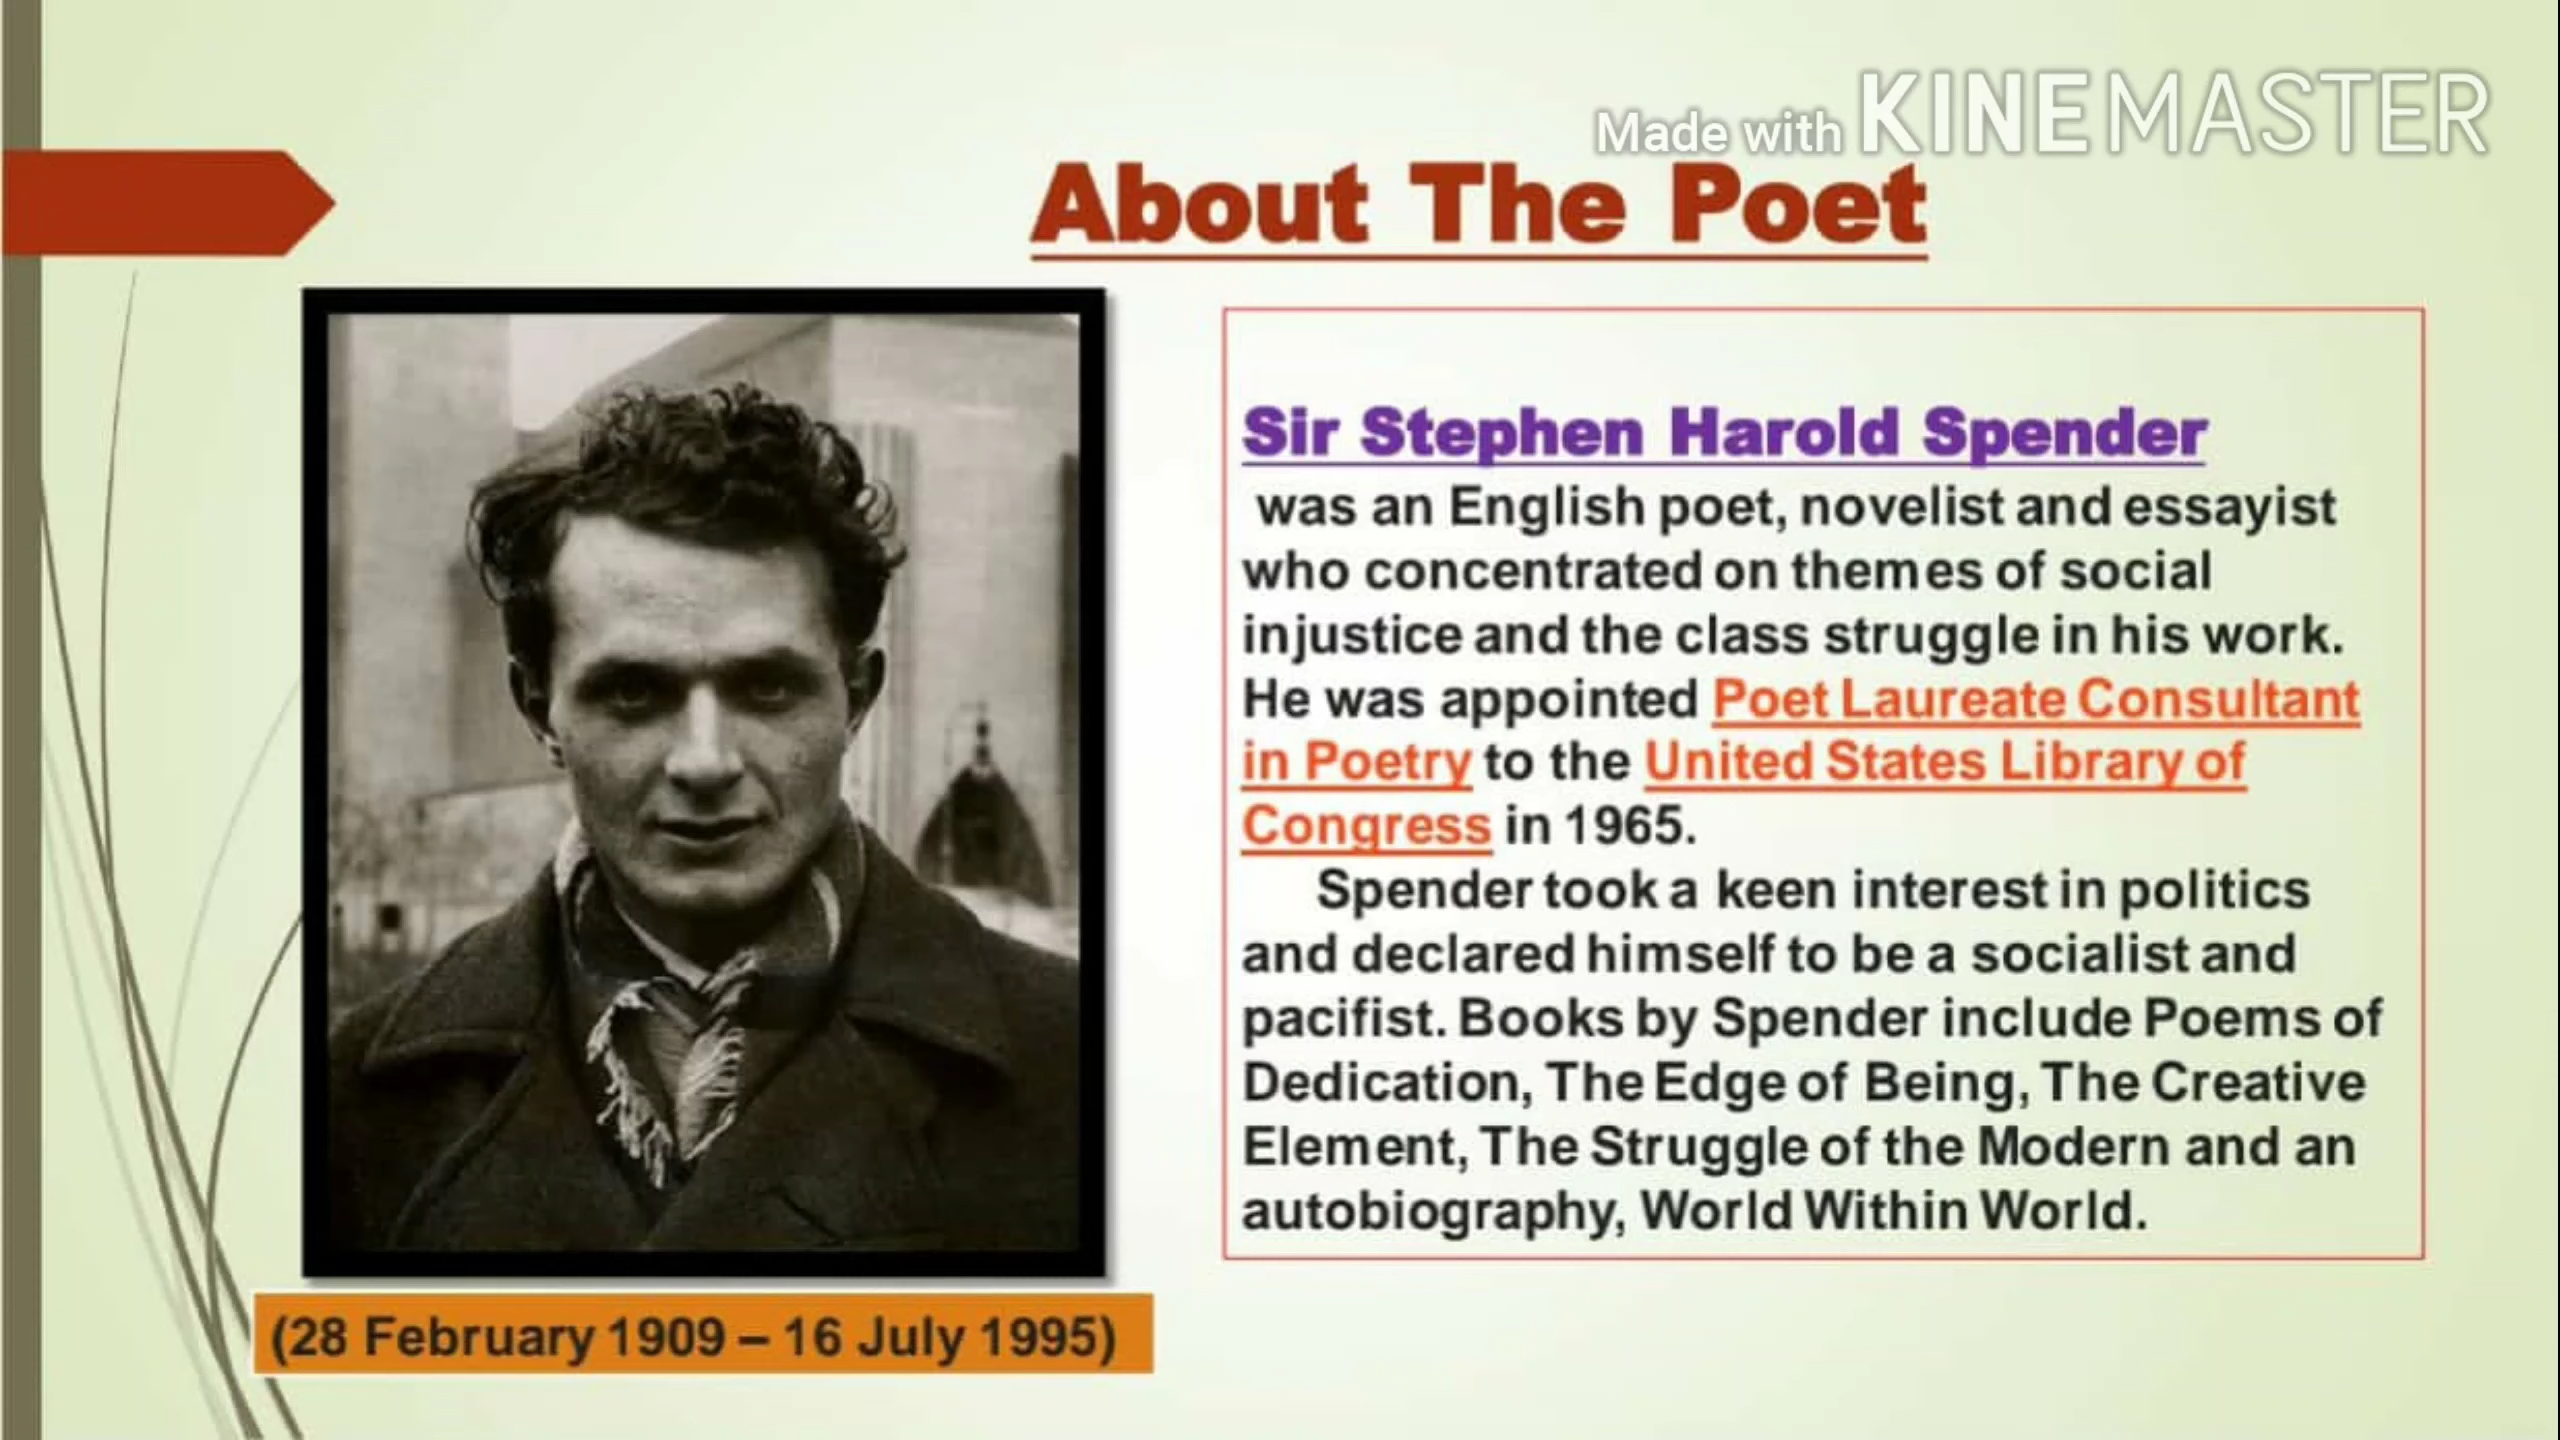 Made with KINEMASTER
About The Poet
Sir Stephen Harold Spender
was an English poet, novelist and essayist
who concentrated on themes of social
injustice and the class struggle in his work.
He was appointed Poet Laureate Consultant
in Poetry to the United States Library of
Congress in 1965.
Spender took a keen interest in politics
and declared himself to be a socialist and
pacifist. Books by Spender include Poems of
Dedication, The Edge of Being, The Creative
Element, The Struggle of the Modern and an
autobiography, World Within World.
(28 February 1909 – 16 July 1995)